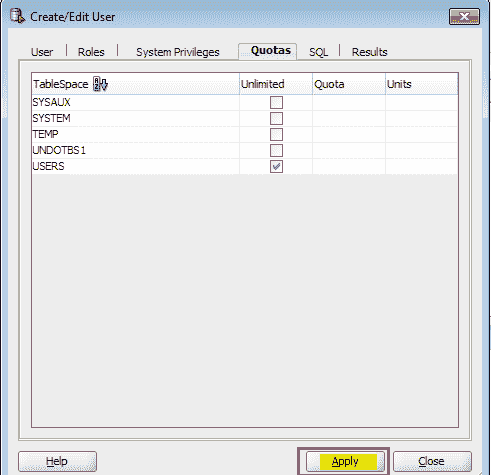 Create/Edit User
User Roles System Privileges Quotas SQL Results
TableSpace Unlimited Quota Units
SYSAUX
SYSTEM
TEMP
UNDOTBS1
USERS
Help Apply Close